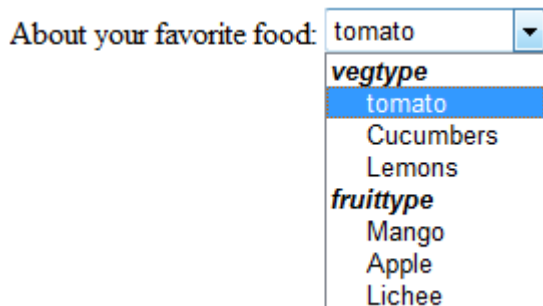 About your favorite food: tomato
vegtype
tomato
Cucumbers
Lemons
fruittype
Mango
Apple
Lichee